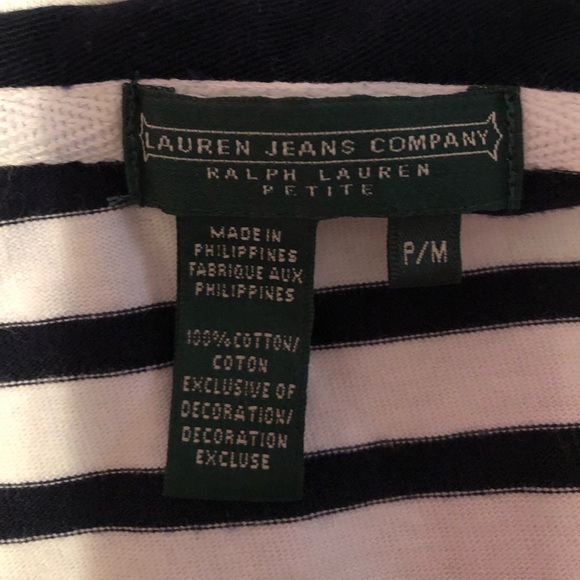 LAUREN JEANS COMPANY
RALPH LAUREN
PETITE
P/M
MADE IN
PHILIPPINES
FABRIQUE AUX
PHILIPPINES
100% COTTON/
COTON
EXCLUSIVE OF
DECORATION/
DECORATION
EXCLUSE